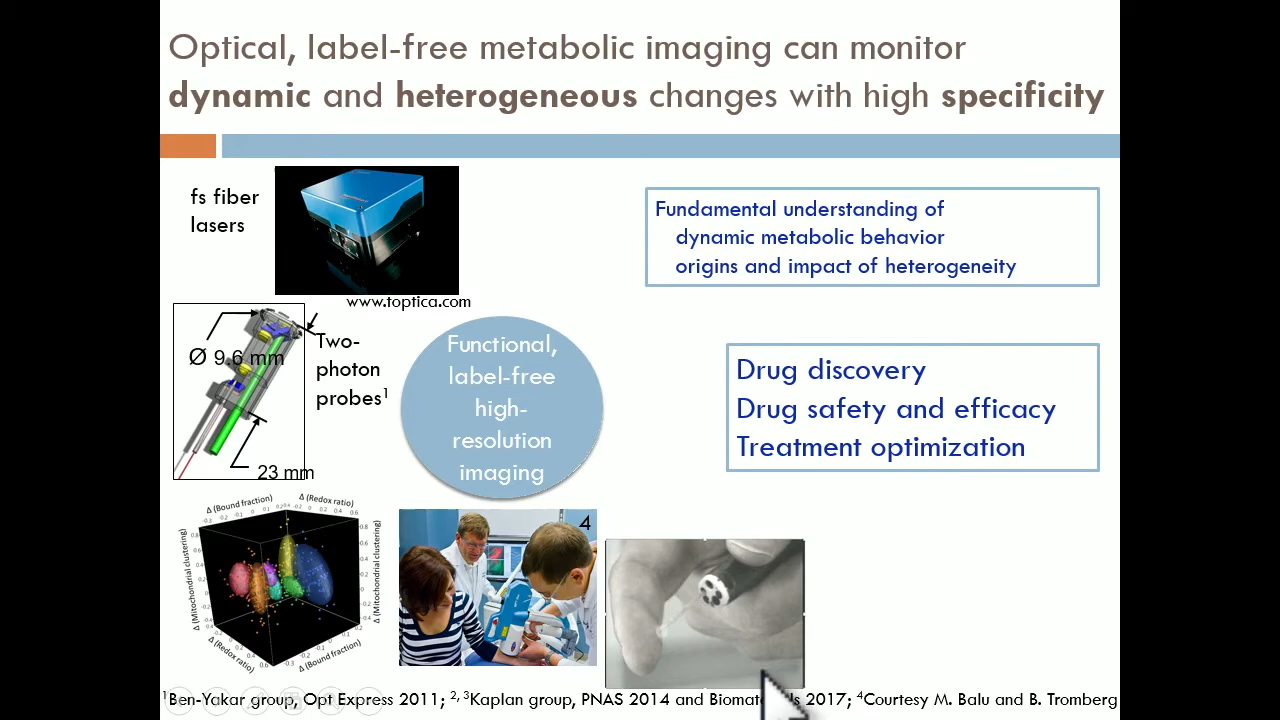 Optical, label-free metabolic imaging can monitor
dynamic and heterogeneous changes with high specificity
fs fiber
lasers
www.toptica.com
Fundamental understanding of
dynamic metabolic behavior
origins and impact of heterogeneity
Ø 9.6 mm
Two-
photon
probes1
23 mm
Functional,
label-free
high-
resolution
imaging
Drug discovery
Drug safety and efficacy
Treatment optimization
Δ (Bound fraction)
Δ (Redox ratio)
Δ (Mitochondrial clustering)
Δ (Mitochondrial clustering)
Δ (Redox ratio)
Δ (Bound fraction)
4
1Ben-Yakar group, Opt Express 2011; 2, 3Kaplan group, PNAS 2014 and 2017; 4Courtesy M. Balu and B. Tromberg